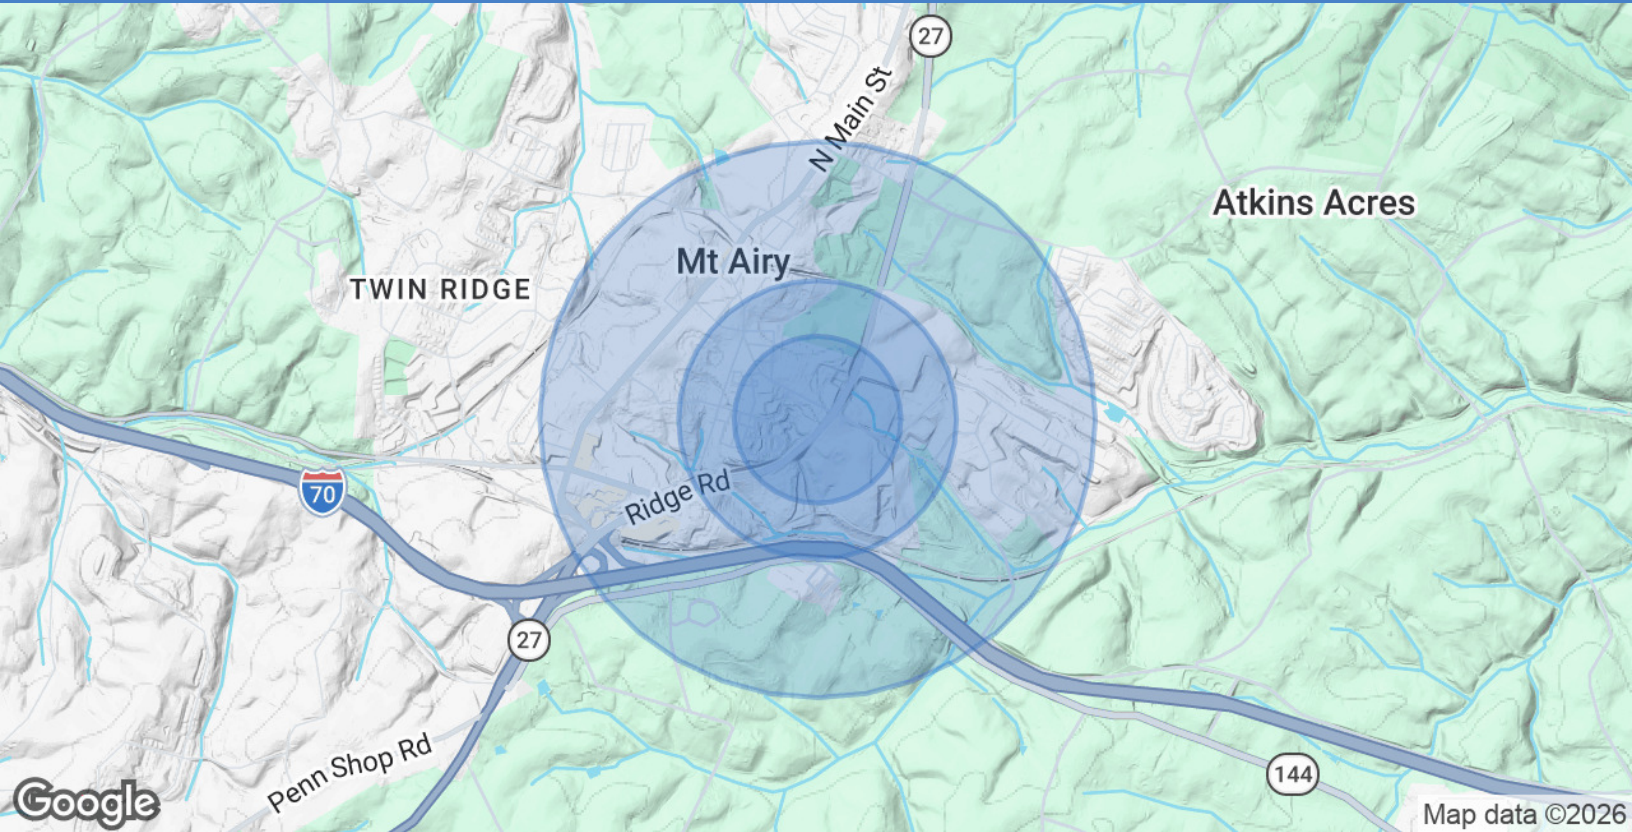 27
N Main St
Atkins Acres
Mt Airy
TWIN RIDGE
70
Ridge Rd
27
Penn Shop Rd
144
Google
Map data ©2026